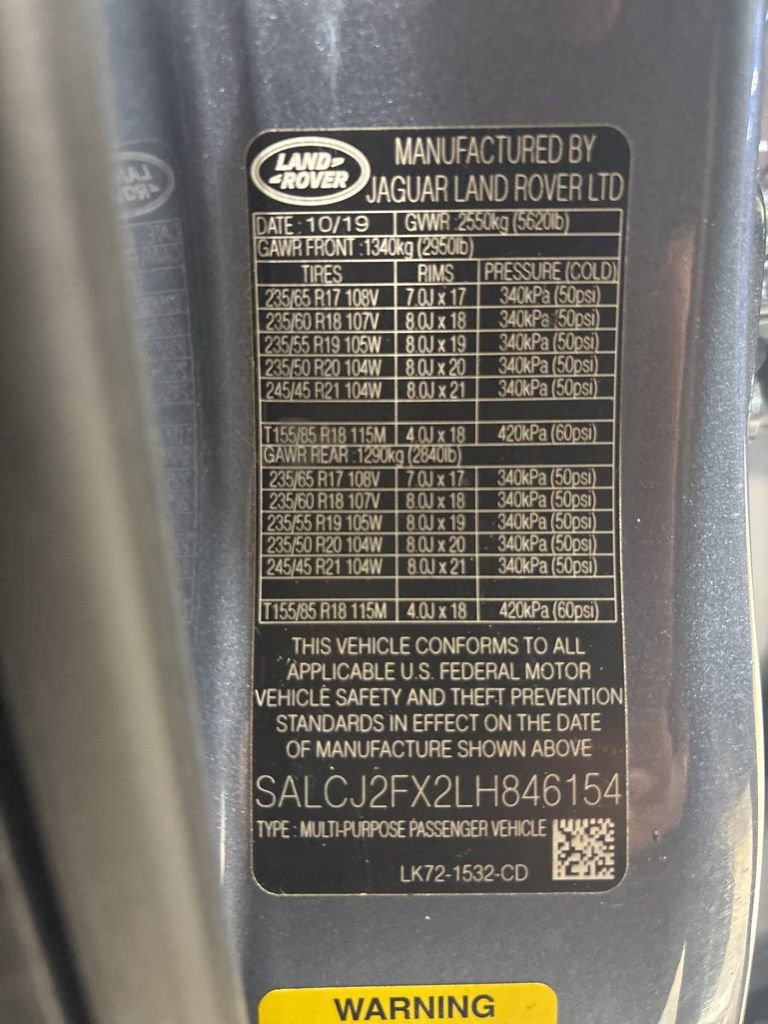 LAND-
-ROVER
MANUFACTURED BY
JAGUAR LAND ROVER LTD
DATE : 10/19 GVWR :2550kg (5620lb)
GAWR FRONT :1340kg (2950lb)
TIRES RIMS PRESSURE (COLD)
235/65 R17 108V 7.0J x 17 340kPa (50psi)
235/60 R18 107V 8.0J x 18 340kPa (50psi)
235/55 R19 105W 8.0J x 19 340kPa (50psi)
235/50 R20 104W 8.0J x 20 340kPa (50psi)
245/45 R21 104W 8.0J x 21 340kPa (50psi)
T155/85 R18 115M 4.0J x 18 420kPa (60psi)
GAWR REAR :1290kg (2840lb)
235/65 R17 108V 7.0J x 17 340kPa (50psi)
235/60 R18 107V 8.0J x 18 340kPa (50psi)
235/55 R19 105W 8.0J x 19 340kPa (50psi)
235/50 R20 104W 8.0J x 20 340kPa (50psi)
245/45 R21 104W 8.0J x 21 340kPa (50psi)
T155/85 R18 115M 4.0J x 18 420kPa (60psi)
THIS VEHICLE CONFORMS TO ALL
APPLICABLE U.S. FEDERAL MOTOR
VEHICLE SAFETY AND THEFT PREVENTION
STANDARDS IN EFFECT ON THE DATE
OF MANUFACTURE SHOWN ABOVE
SALCJ2FX2LH846154
TYPE : MULTI-PURPOSE PASSENGER VEHICLE
LK72-1532-CD
WARNING